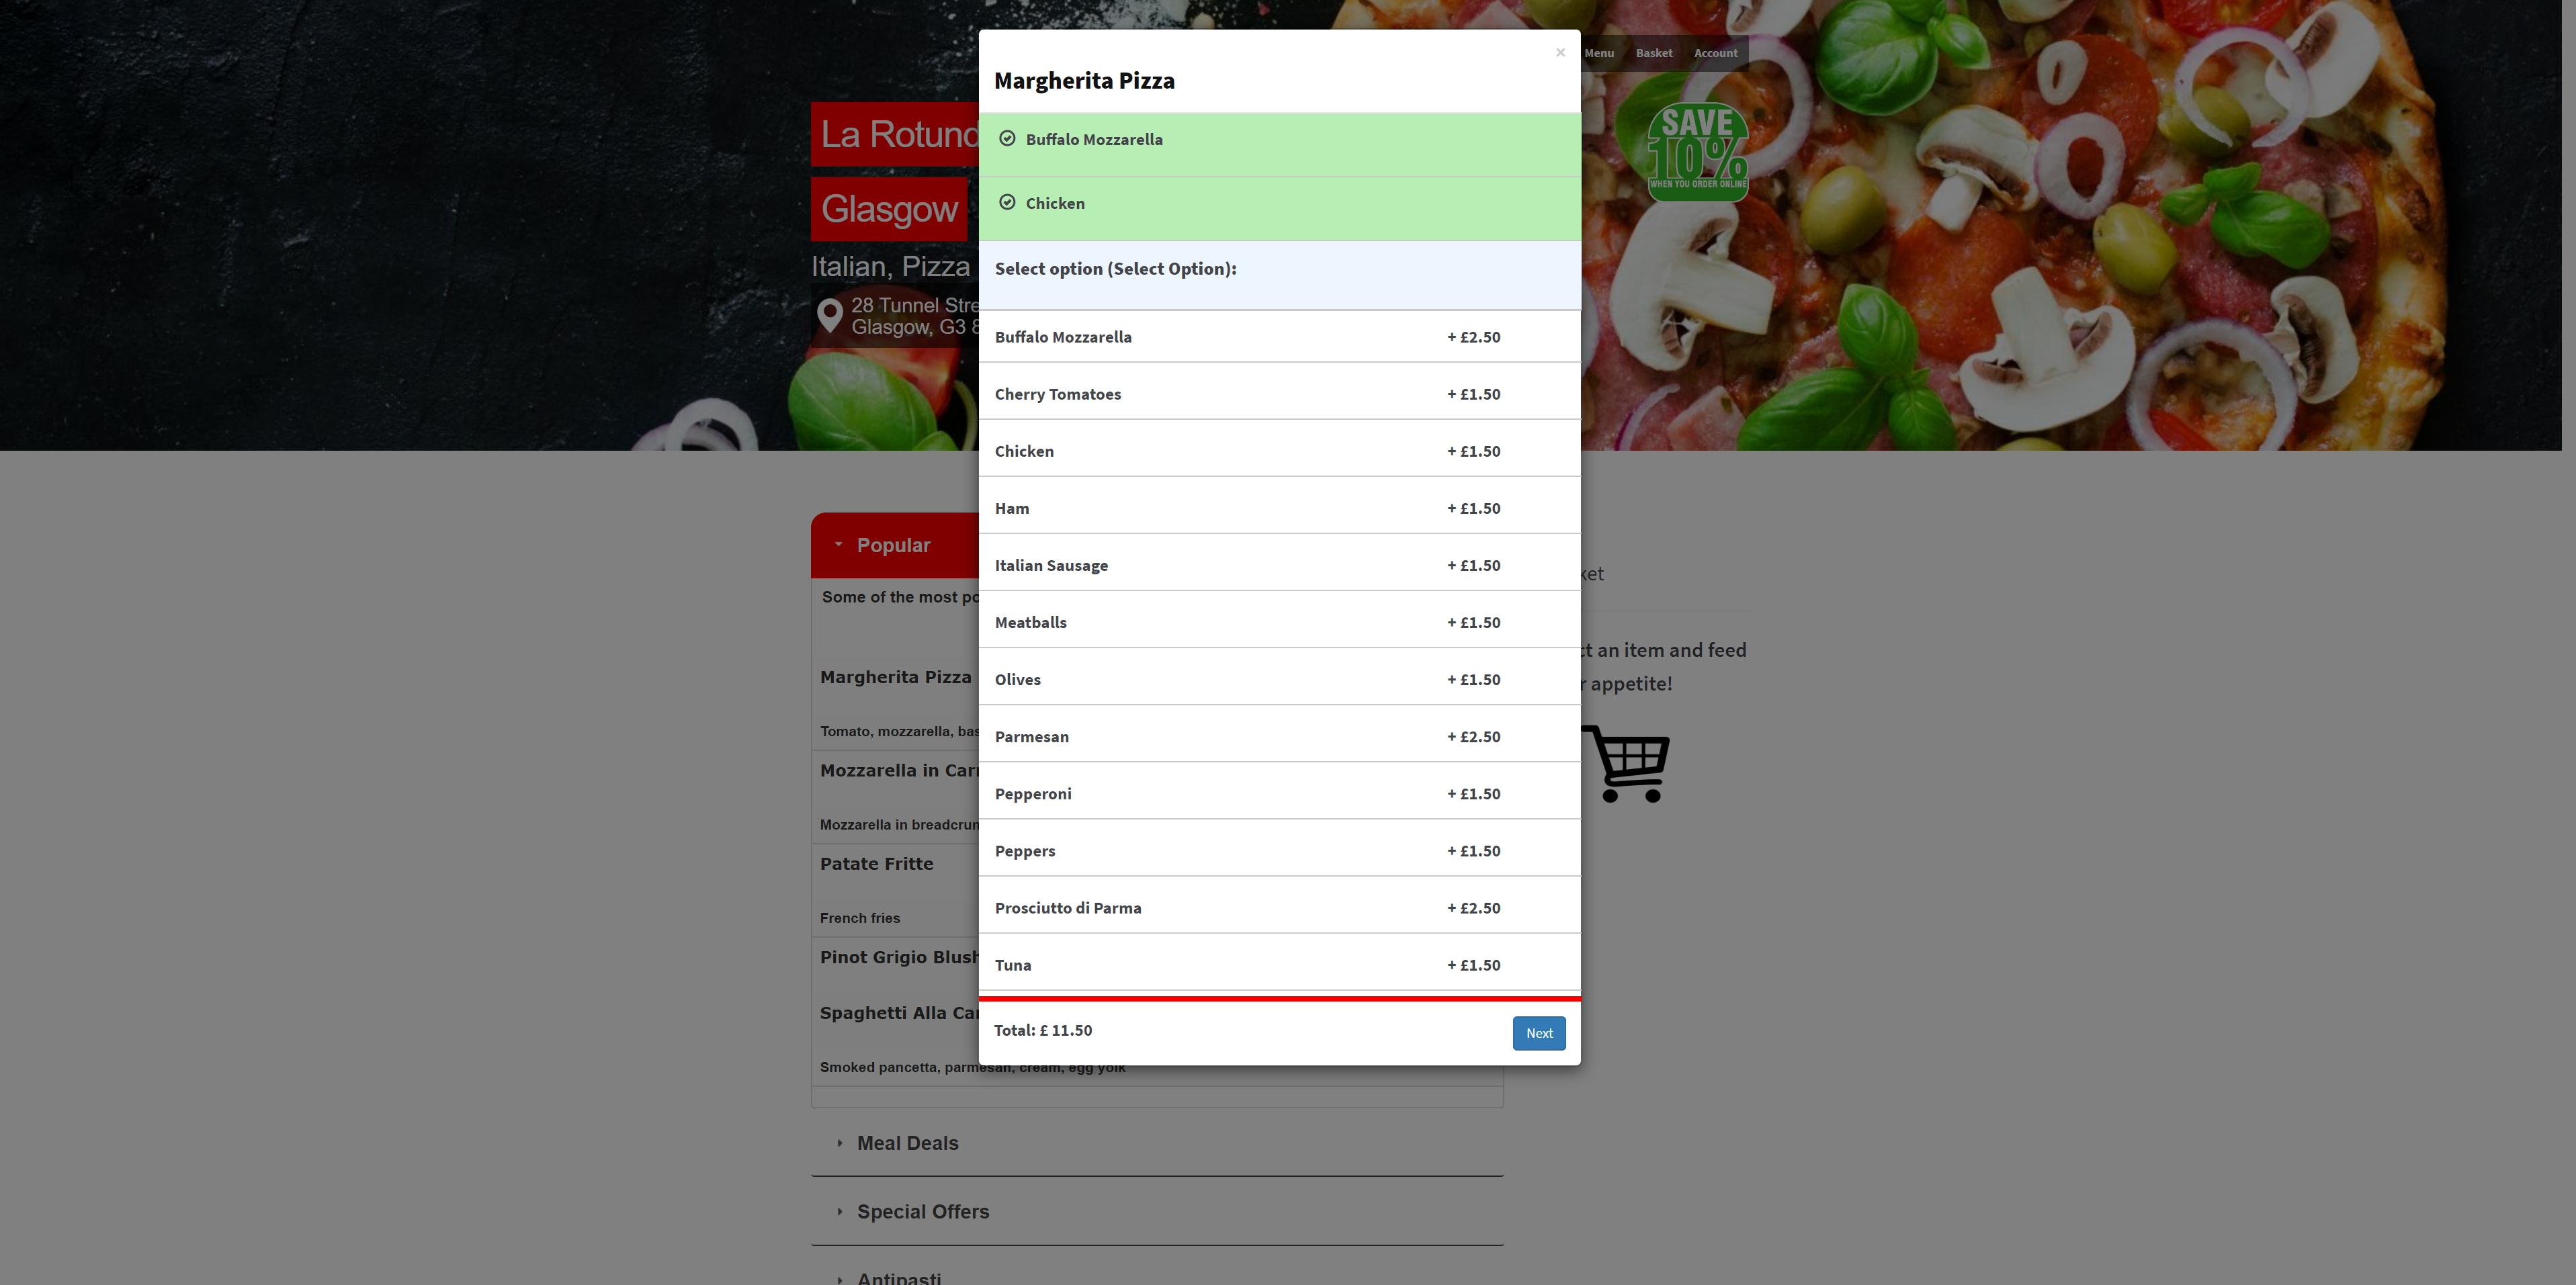 Menu Basket Account
×
Margherita Pizza
Buffalo Mozzarella
Chicken
Select option (Select Option):
Buffalo Mozzarella + £2.50
Cherry Tomatoes + £1.50
Chicken + £1.50
Ham + £1.50
Italian Sausage + £1.50
Meatballs + £1.50
Olives + £1.50
Parmesan + £2.50
Pepperoni + £1.50
Peppers + £1.50
Prosciutto di Parma + £2.50
Tuna + £1.50
Total: £ 11.50
Next
La Rotund
Glasgow
Italian, Pizza
28 Tunnel Stre
Glasgow, G3 8
SAVE
10%
WHEN YOU ORDER ONLINE
Popular
Some of the most po
Margherita Pizza
Tomato, mozzarella, bas
Mozzarella in Carr
Mozzarella in breadcrum
Patate Fritte
French fries
Pinot Grigio Blush
Spaghetti Alla Car
Smoked pancetta, parmesan, cream, egg yolk
Meal Deals
Special Offers
Antipasti
ket
ct an item and feed
r appetite!